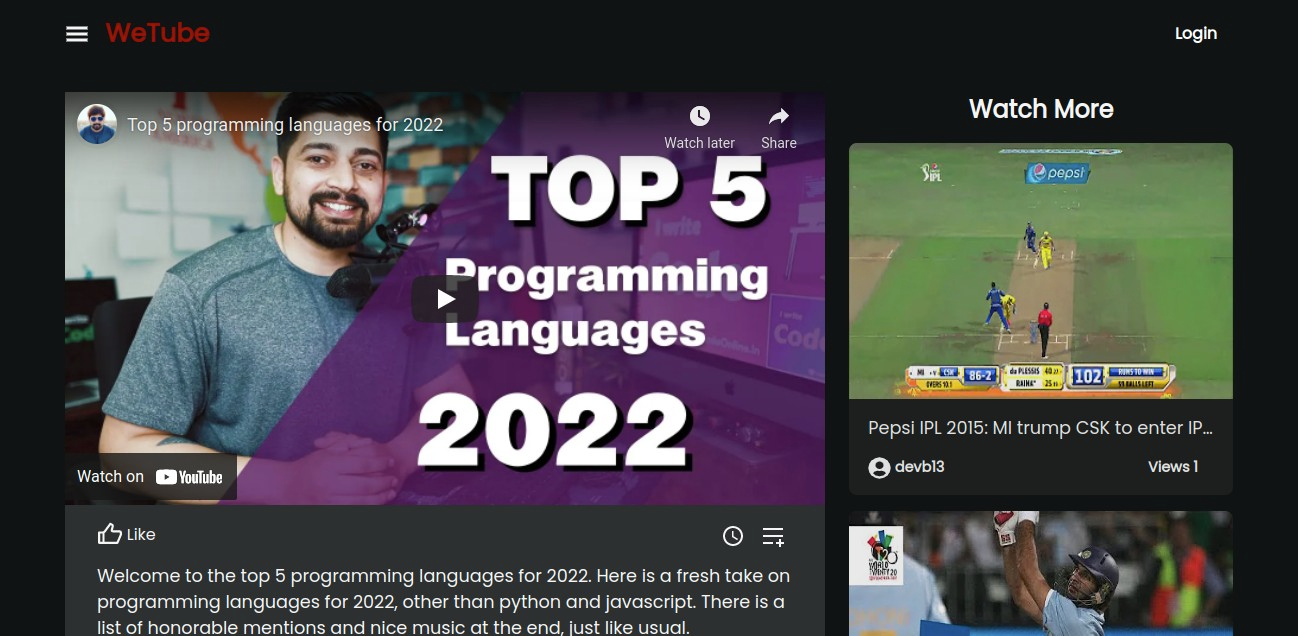 WeTube
Login
Top 5 programming languages for 2022
Watch later
Share
TOP 5
Programming
Languages
2022
I write
Code
Watch on YouTube
Like
Welcome to the top 5 programming languages for 2022. Here is a fresh take on
programming languages for 2022, other than python and javascript. There is a
list of honorable mentions and nice music at the end, just like usual.
Watch More
IPL
pepsi
MI v CSK 86-2
OVERS 10.1
du PLESSIS 40
RAINA* 25
102 RUNS TO WIN
59 BALLS LEFT
Pepsi IPL 2015: MI trump CSK to enter IP...
devb13
Views 1
WORLD
TWENTY20